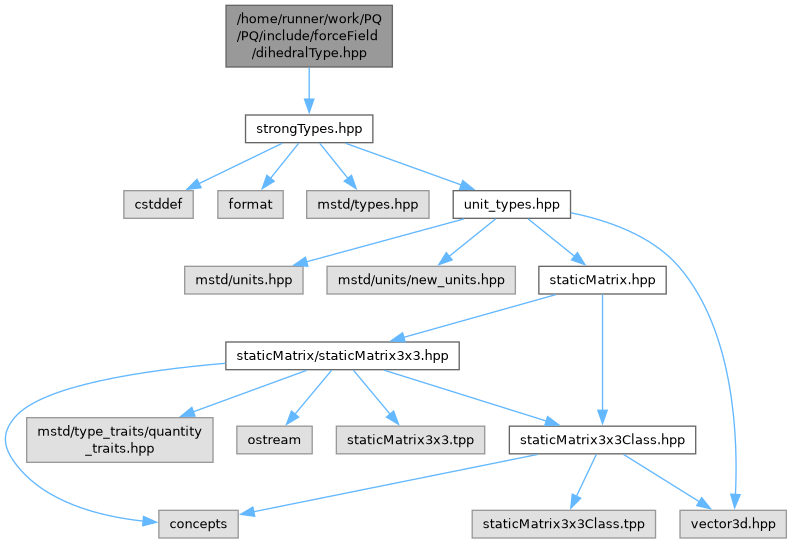 /home/runner/work/PQ
/PQ/include/forceField
/dihedralType.hpp
strongTypes.hpp
cstddef
format
mstd/types.hpp
unit_types.hpp
mstd/units.hpp
mstd/units/new_units.hpp
staticMatrix.hpp
staticMatrix/staticMatrix3x3.hpp
mstd/type_traits/quantity
_traits.hpp
ostream
staticMatrix3x3.tpp
staticMatrix3x3Class.hpp
concepts
staticMatrix3x3Class.tpp
vector3d.hpp